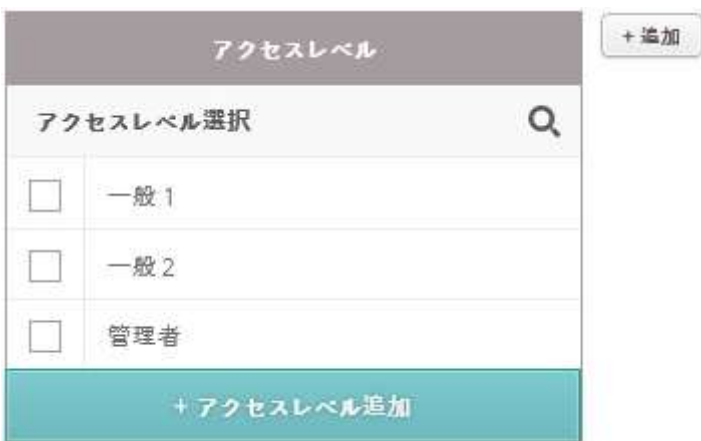 アクセスレベル
+ 追加
アクセスレベル選択
一般 1
一般 2
管理者
+ アクセスレベル追加